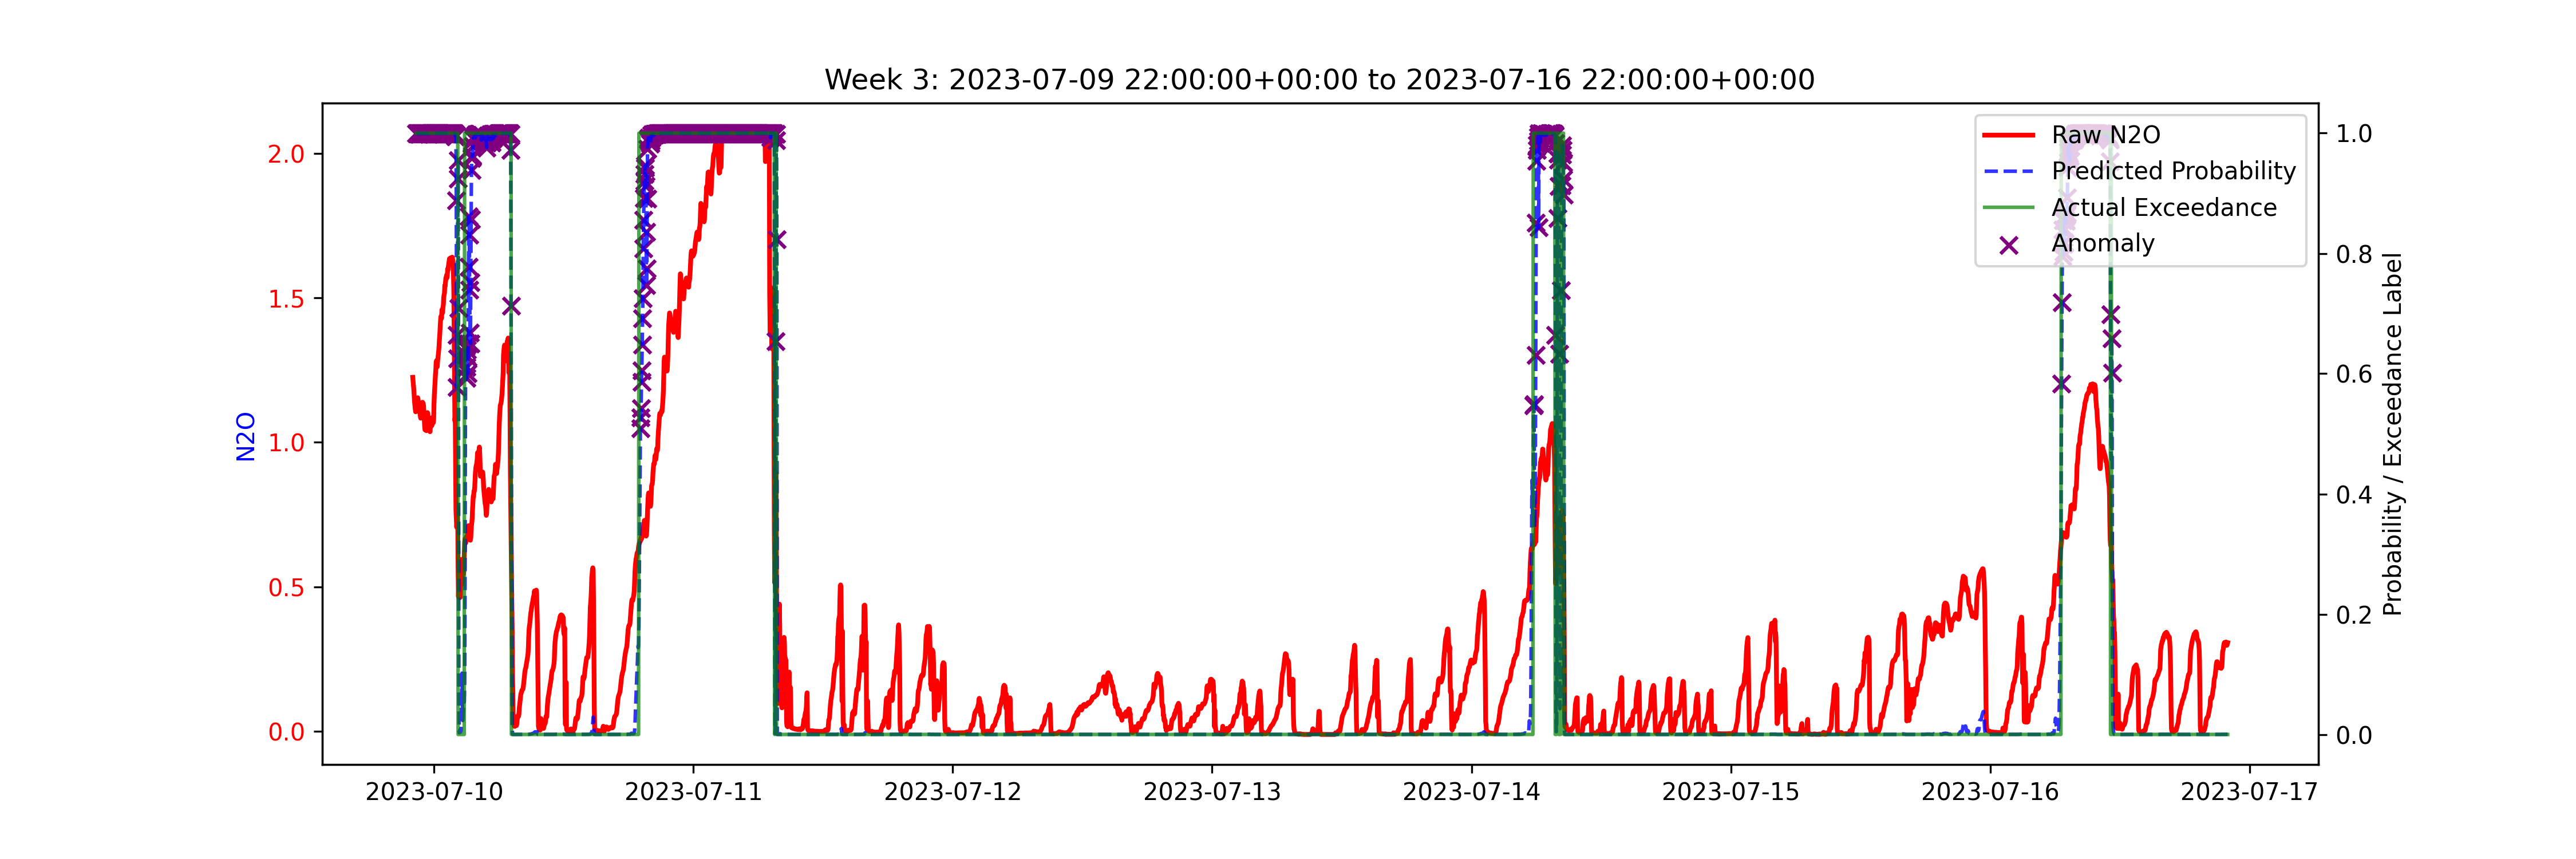 Week 3: 2023-07-09 22:00:00+00:00 to 2023-07-16 22:00:00+00:00
Raw N2O
Predicted Probability
Actual Exceedance
Anomaly
N2O
2.0
1.5
1.0
0.5
0.0
1.0
0.8
0.6
0.4
0.2
0.0
Probability / Exceedance Label
2023-07-10
2023-07-11
2023-07-12
2023-07-13
2023-07-14
2023-07-15
2023-07-16
2023-07-17